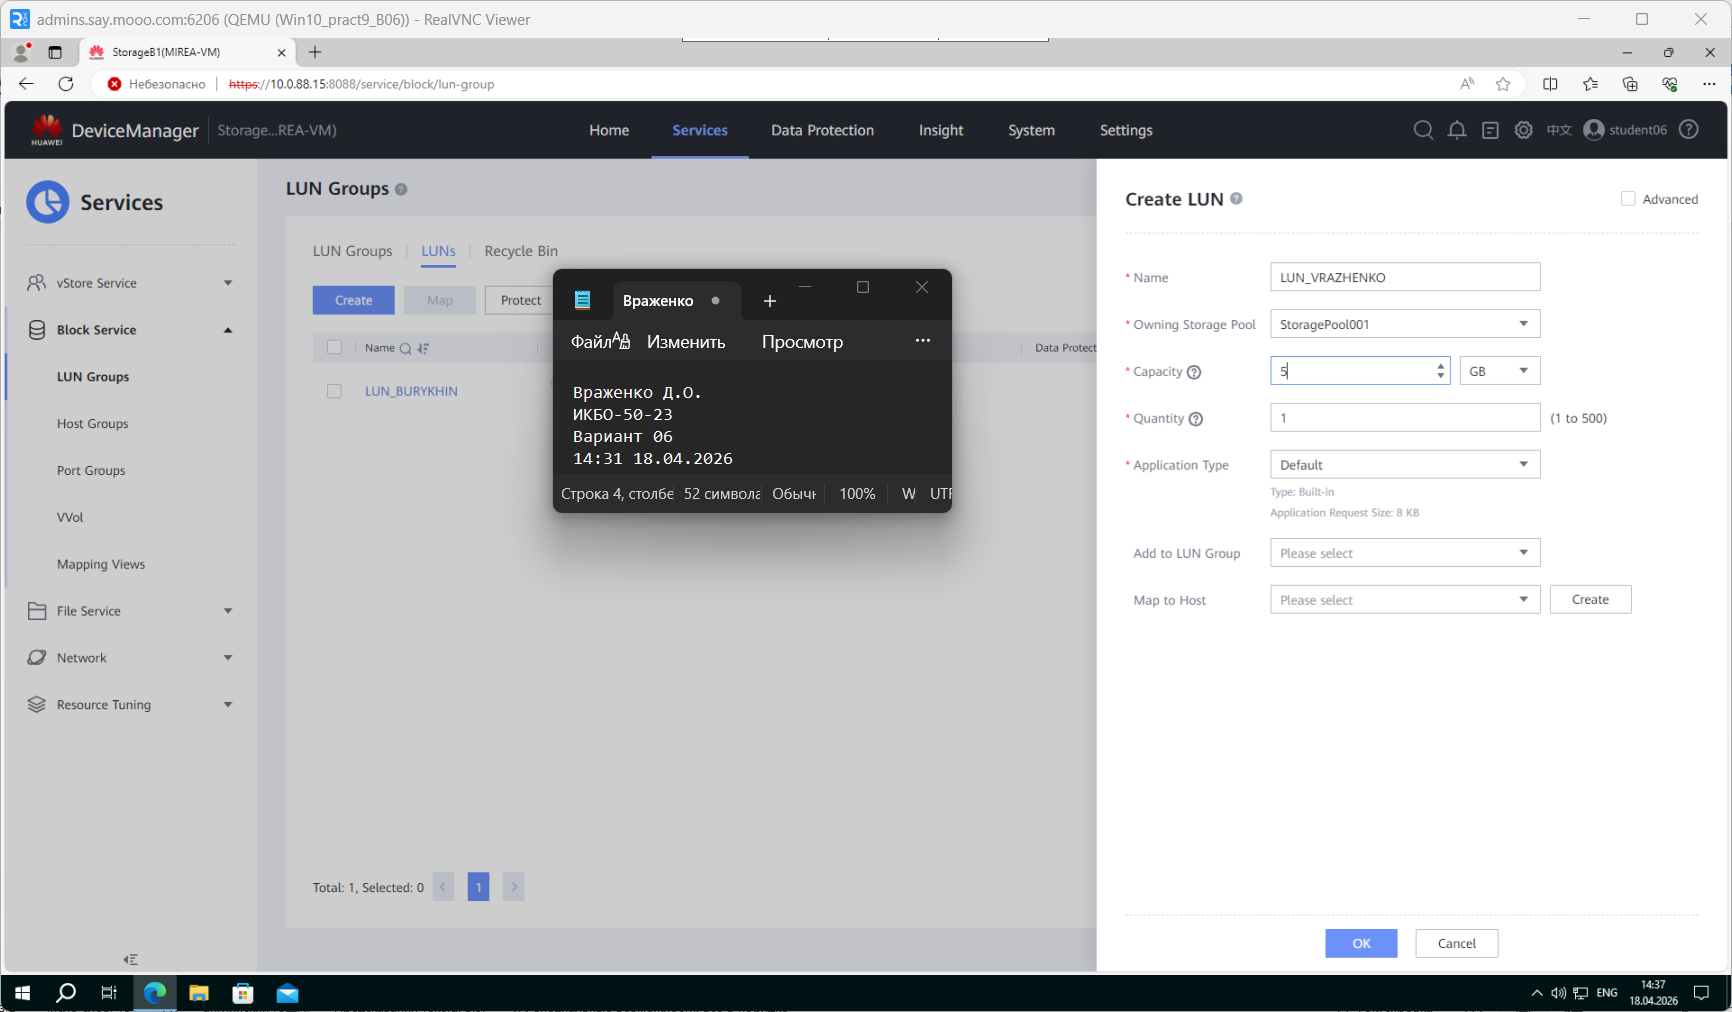 admins.say.mooo.com:6206 (QEMU (Win10_pract9_B06)) - RealVNC Viewer
StorageB1(MIREA-VM)
Небезопасно
https://10.0.88.15:8088/service/block/lun-group
HUAWEI
DeviceManager
Storage...REA-VM)
Home
Services
Data Protection
Insight
System
Settings
中文
student06
Services
vStore Service
Block Service
LUN Groups
Host Groups
Port Groups
VVol
Mapping Views
File Service
Network
Resource Tuning
LUN Groups
LUN Groups
LUNs
Recycle Bin
Create
Map
Protect
Name
Data Protect
LUN_BURYKHIN
Total: 1, Selected: 0
1
Враженко
Файл
Изменить
Просмотр
Враженко Д.О.
ИКБО-50-23
Вариант 06
14:31 18.04.2026
Строка 4, столбе
52 символа
Обычн
100%
W
UTF
Create LUN
Advanced
* Name
LUN_VRAZHENKO
* Owning Storage Pool
StoragePool001
* Capacity
5
GB
* Quantity
1
(1 to 500)
* Application Type
Default
Type: Built-in
Application Request Size: 8 KB
Add to LUN Group
Please select
Map to Host
Please select
Create
OK
Cancel
ENG
14:37
18.04.2026